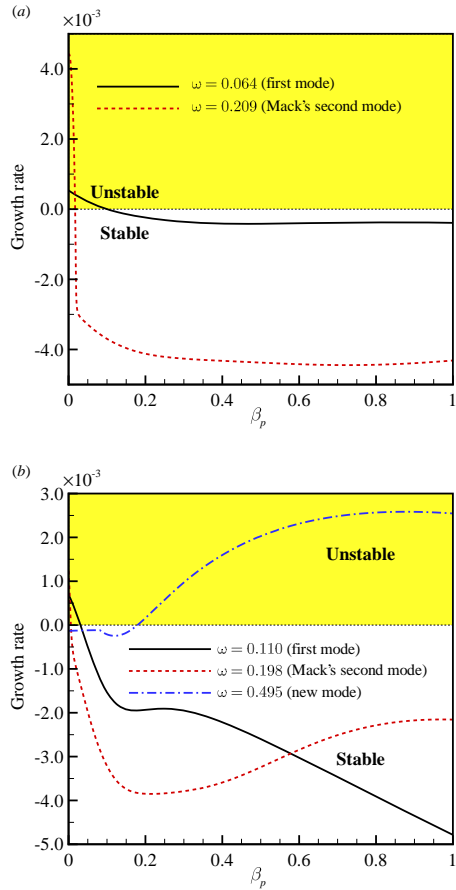 (a)
×10⁻³
4.0
2.0
0.0
-2.0
-4.0
Growth rate
ω = 0.064 (first mode)
ω = 0.209 (Mack's second mode)
Unstable
Stable
0
0.2
0.4
0.6
0.8
1
βₚ
(b)
×10⁻³
3.0
2.0
1.0
0.0
-1.0
-2.0
-3.0
-4.0
-5.0
Growth rate
Unstable
ω = 0.110 (first mode)
ω = 0.198 (Mack's second mode)
ω = 0.495 (new mode)
Stable
0
0.2
0.4
0.6
0.8
1
βₚ